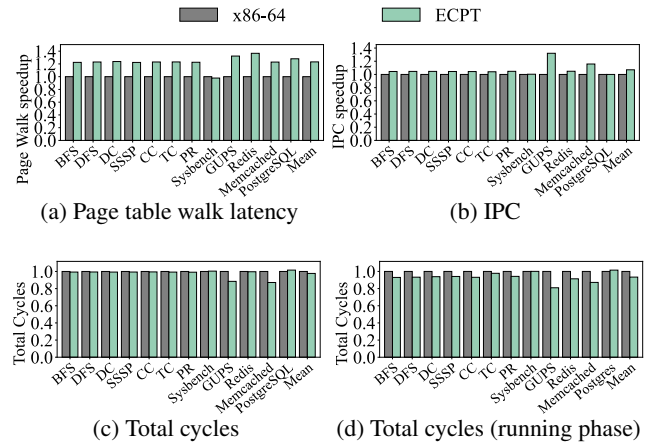 x86-64 ECPT
Page Walk speedup
1.4
1.2
1.0
0.8
0.6
0.4
0.2
0.0
BFS DFS DC SSSP CC TC PR Sysbench GUPS Redis Memcached PostgreSQL Mean
(a) Page table walk latency
IPC speedup
1.4
1.2
1.0
0.8
0.6
0.4
0.2
0.0
BFS DFS DC SSSP CC TC PR Sysbench GUPS Redis Memcached PostgreSQL Mean
(b) IPC
Total Cycles
1.0
0.8
0.6
0.4
0.2
0.0
BFS DFS DC SSSP CC TC PR Sysbench GUPS Redis Memcached PostgreSQL Mean
(c) Total cycles
Total Cycles
1.0
0.8
0.6
0.4
0.2
0.0
BFS DFS DC SSSP CC TC PR Sysbench GUPS Redis Memcached Postgres Mean
(d) Total cycles (running phase)